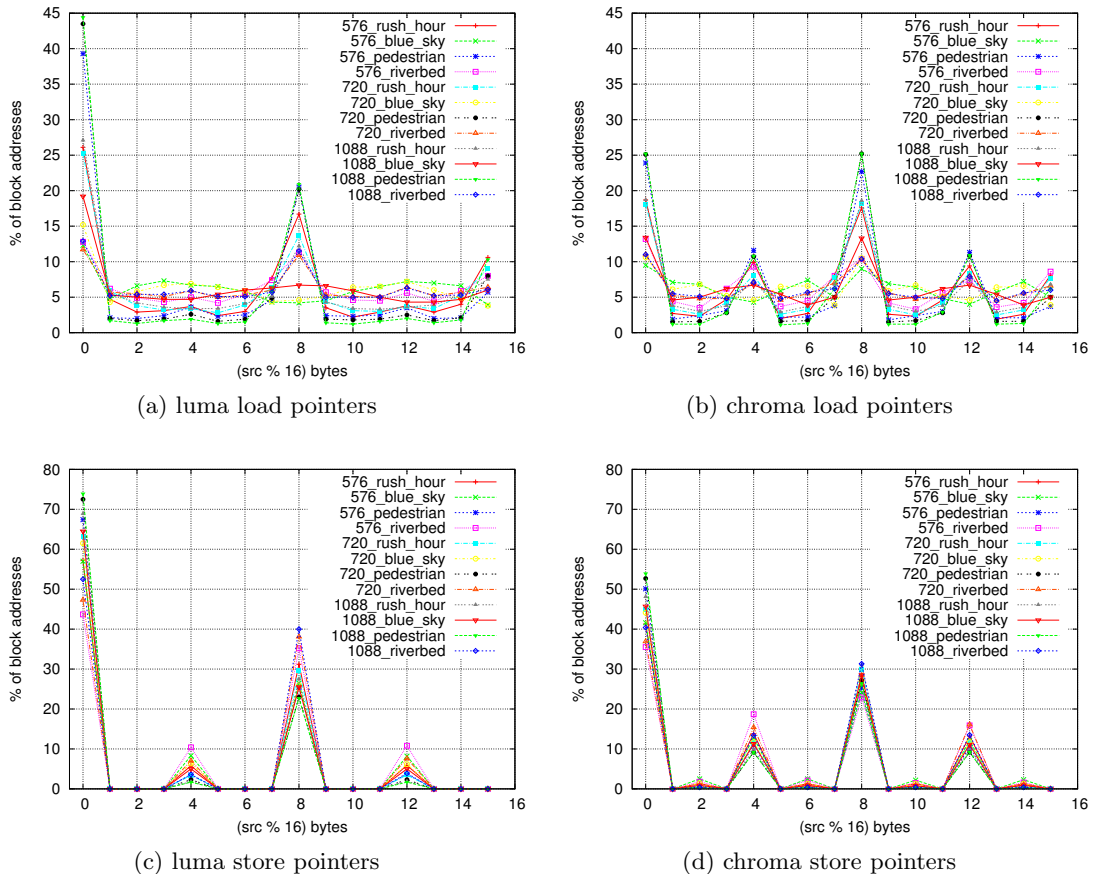 % of block addresses
45
40
35
30
25
20
15
10
5
0
0 2 4 6 8 10 12 14 16
(src % 16) bytes
576_rush_hour
576_blue_sky
576_pedestrian
576_riverbed
720_rush_hour
720_blue_sky
720_pedestrian
720_riverbed
1088_rush_hour
1088_blue_sky
1088_pedestrian
1088_riverbed
(a) luma load pointers
% of block addresses
45
40
35
30
25
20
15
10
5
0
0 2 4 6 8 10 12 14 16
(src % 16) bytes
576_rush_hour
576_blue_sky
576_pedestrian
576_riverbed
720_rush_hour
720_blue_sky
720_pedestrian
720_riverbed
1088_rush_hour
1088_blue_sky
1088_pedestrian
1088_riverbed
(b) chroma load pointers
% of block addresses
80
70
60
50
40
30
20
10
0
0 2 4 6 8 10 12 14 16
(src % 16) bytes
576_rush_hour
576_blue_sky
576_pedestrian
576_riverbed
720_rush_hour
720_blue_sky
720_pedestrian
720_riverbed
1088_rush_hour
1088_blue_sky
1088_pedestrian
1088_riverbed
(c) luma store pointers
% of block addresses
80
70
60
50
40
30
20
10
0
0 2 4 6 8 10 12 14 16
(src % 16) bytes
576_rush_hour
576_blue_sky
576_pedestrian
576_riverbed
720_rush_hour
720_blue_sky
720_pedestrian
720_riverbed
1088_rush_hour
1088_blue_sky
1088_pedestrian
1088_riverbed
(d) chroma store pointers